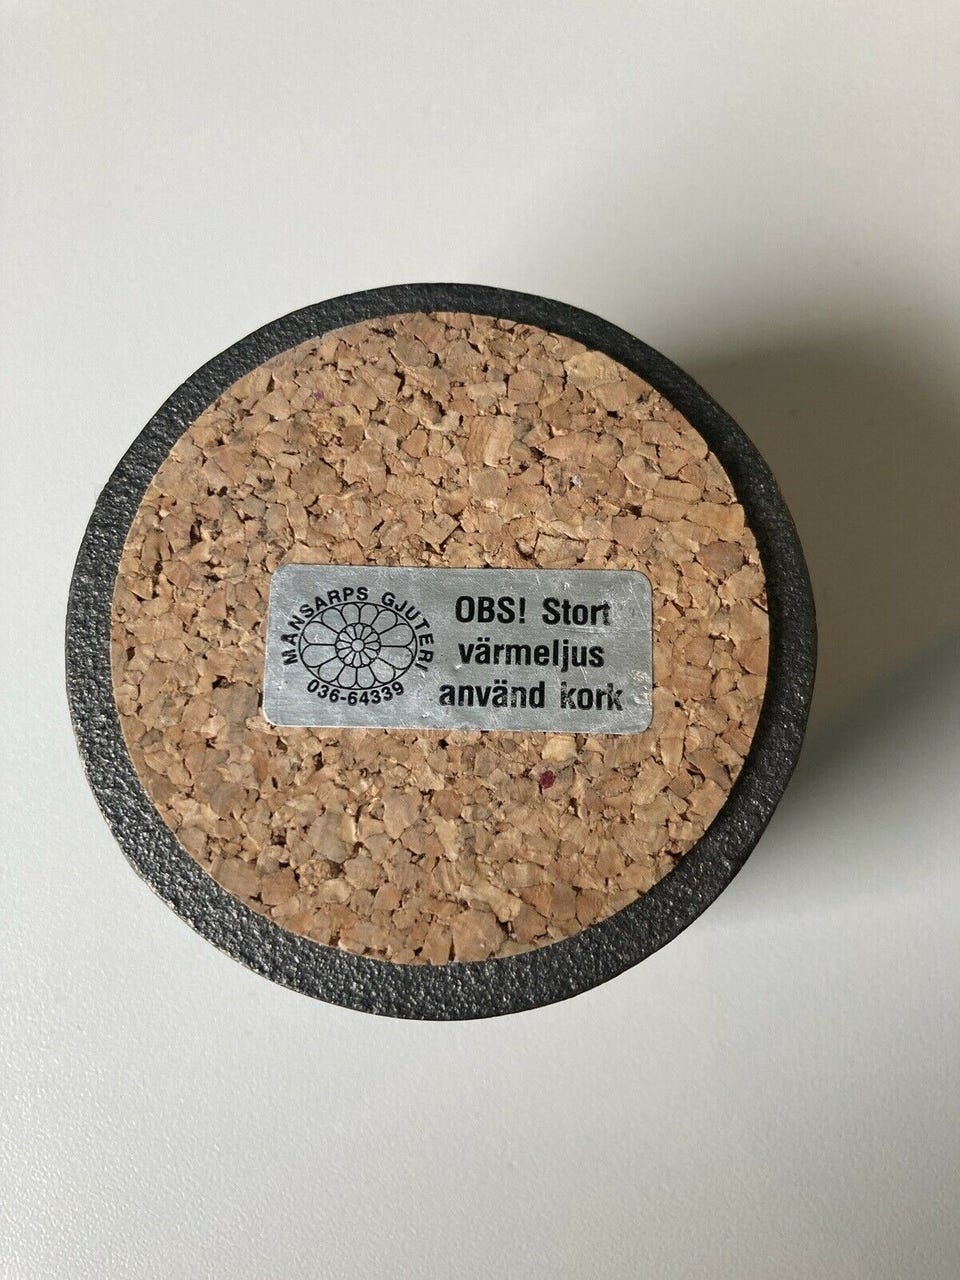 MÅNSARPS GJUTERI
036-64339
OBS! Stort
värmeljus
använd kork